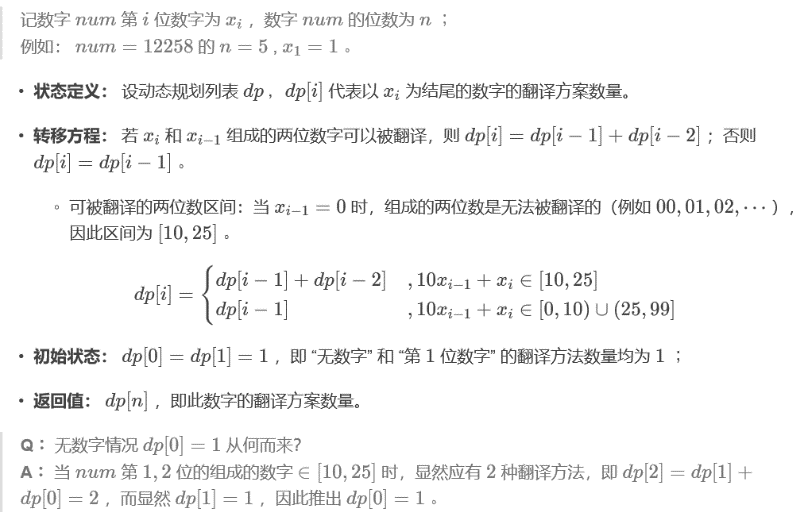 记数字 num 第 i 位数字为 x_i ，数字 num 的位数为 n ；
例如： num = 12258 的 n = 5 , x_1 = 1 。
• 状态定义： 设动态规划列表 dp ，dp[i] 代表以 x_i 为结尾的数字的翻译方案数量。
• 转移方程： 若 x_i 和 x_{i−1} 组成的两位数字可以被翻译，则 dp[i] = dp[i − 1] + dp[i − 2] ；否则
dp[i] = dp[i − 1] 。
◦ 可被翻译的两位数区间：当 x_{i−1} = 0 时，组成的两位数是无法被翻译的（例如 00, 01, 02, ⋯ ），
因此区间为 [10, 25] 。
dp[i] = { dp[i − 1] + dp[i − 2] , 10x_{i−1} + x_i ∈ [10, 25]
dp[i − 1] , 10x_{i−1} + x_i ∈ [0, 10) ∪ (25, 99]
• 初始状态： dp[0] = dp[1] = 1 ，即 “无数字” 和 “第 1 位数字” 的翻译方法数量均为 1 ；
• 返回值： dp[n] ，即此数字的翻译方案数量。
Q： 无数字情况 dp[0] = 1 从何而来？
A： 当 num 第 1, 2 位的组成的数字 ∈ [10, 25] 时，显然应有 2 种翻译方法，即 dp[2] = dp[1] +
dp[0] = 2 ，而显然 dp[1] = 1 ，因此推出 dp[0] = 1 。